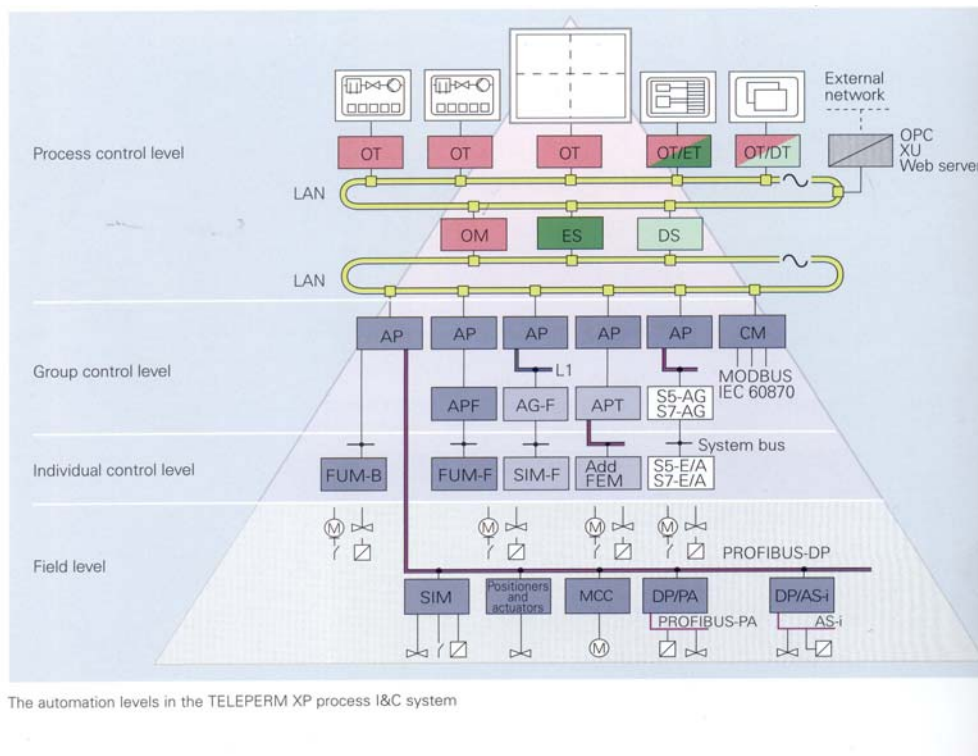 External
network
OPC
XU
Web server
Process control level
OT
OT
OT
OT/ET
OT/DT
LAN
OM
ES
DS
LAN
AP
AP
AP
AP
AP
CM
L1
MODBUS
IEC 60870
Group control level
APF
AG-F
APT
S5-AG
S7-AG
System bus
Individual control level
FUM-B
FUM-F
SIM-F
Add
FEM
S5-E/A
S7-E/A
M
M
M
M
PROFIBUS-DP
Field level
SIM
Positioners
and
actuators
MCC
DP/PA
DP/AS-i
PROFIBUS-PA
AS-i
M
The automation levels in the TELEPERM XP process I&C system